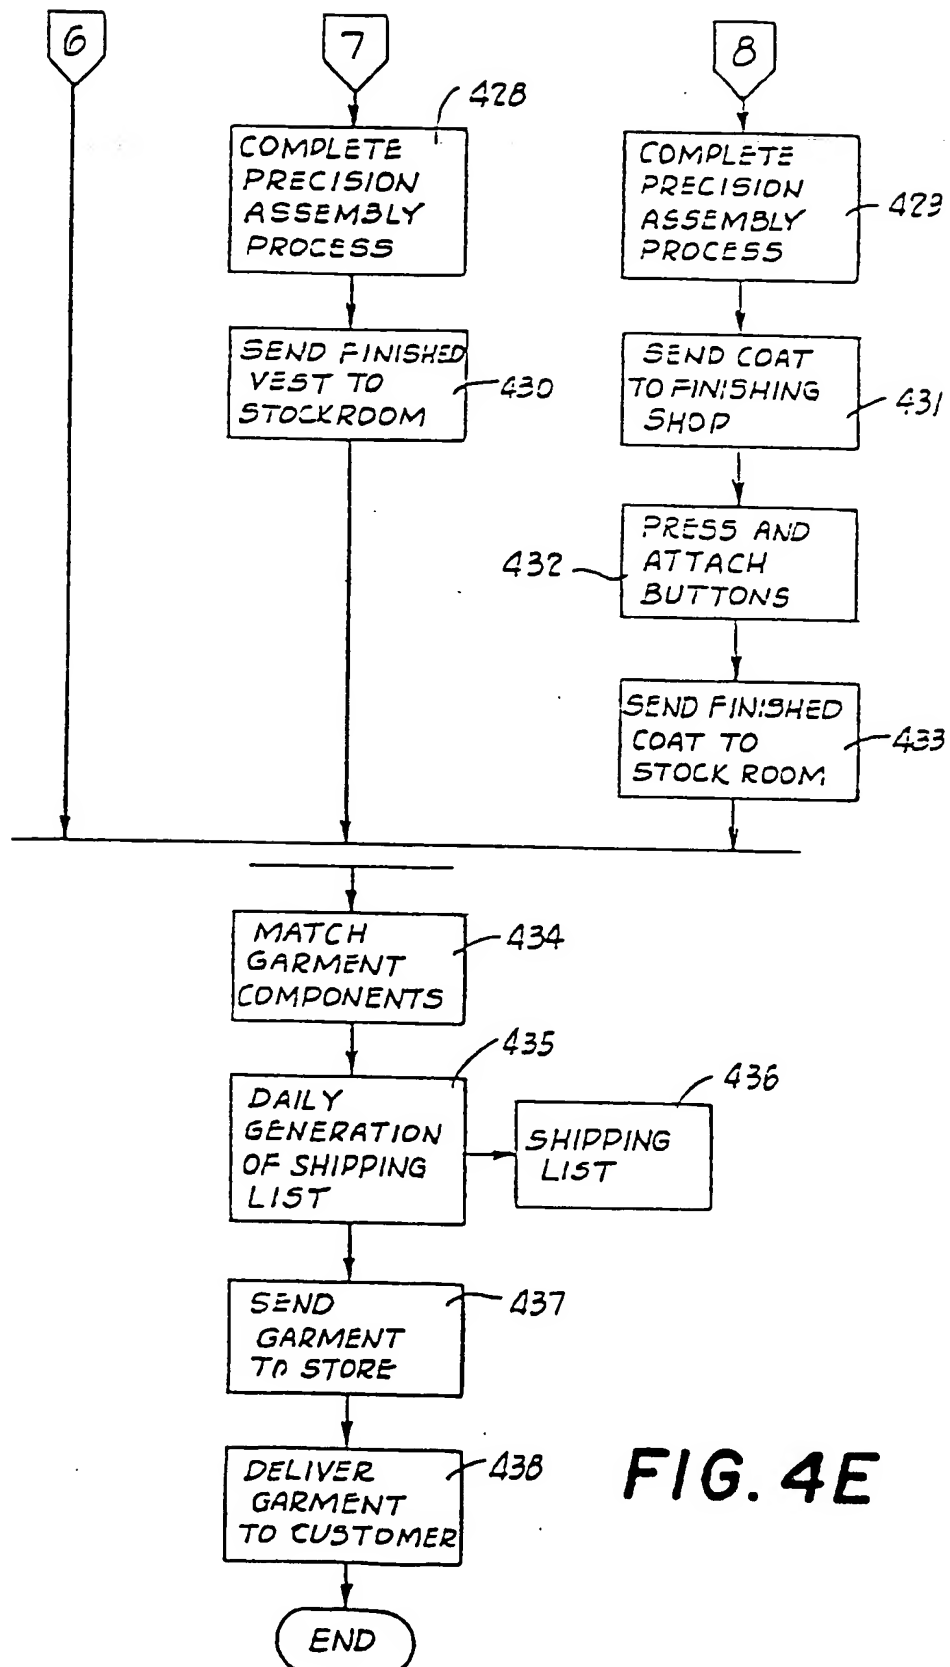 6
7
8
428
COMPLETE
PRECISION
ASSEMBLY
PROCESS
COMPLETE
PRECISION
ASSEMBLY
PROCESS
429
SEND FINISHED
VEST TO
STOCKROOM
430
SEND COAT
TO FINISHING
SHOP
431
432
PRESS AND
ATTACH
BUTTONS
SEND FINISHED
COAT TO
STOCK ROOM
433
MATCH
GARMENT
COMPONENTS
434
435
DAILY
GENERATION
OF SHIPPING
LIST
436
SHIPPING
LIST
SEND
GARMENT
TO STORE
437
DELIVER
GARMENT
TO CUSTOMER
438
END
FIG. 4E